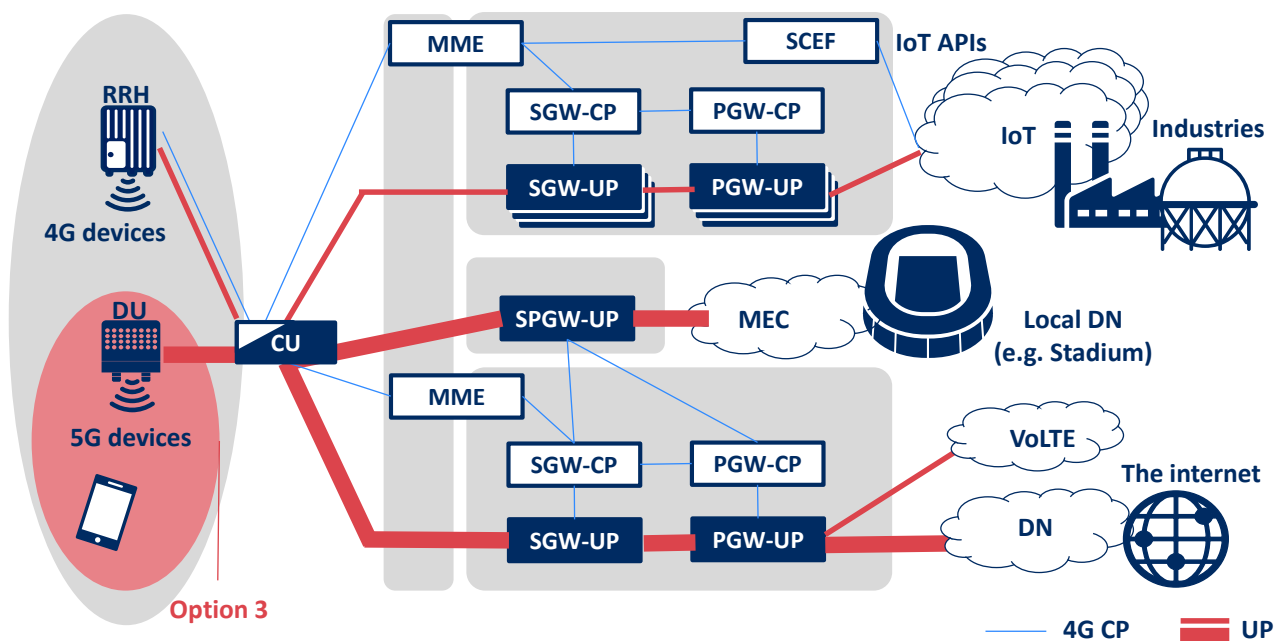 MME
SCEF
IoT APIs
RRH
SGW-CP
PGW-CP
IoT
Industries
SGW-UP
PGW-UP
4G devices
DU
CU
SPGW-UP
MEC
Local DN
(e.g. Stadium)
MME
5G devices
VoLTE
SGW-CP
PGW-CP
The internet
SGW-UP
PGW-UP
DN
Option 3
4G CP
UP